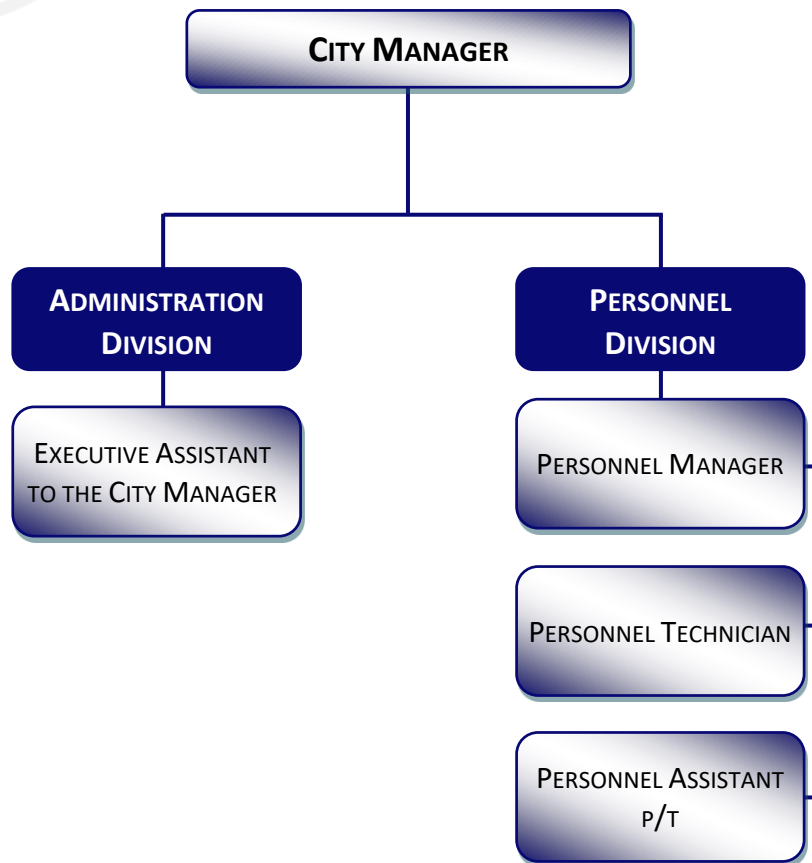 CITY MANAGER
ADMINISTRATION
DIVISION
EXECUTIVE ASSISTANT
TO THE CITY MANAGER
PERSONNEL
DIVISION
PERSONNEL MANAGER
PERSONNEL TECHNICIAN
PERSONNEL ASSISTANT
P/T